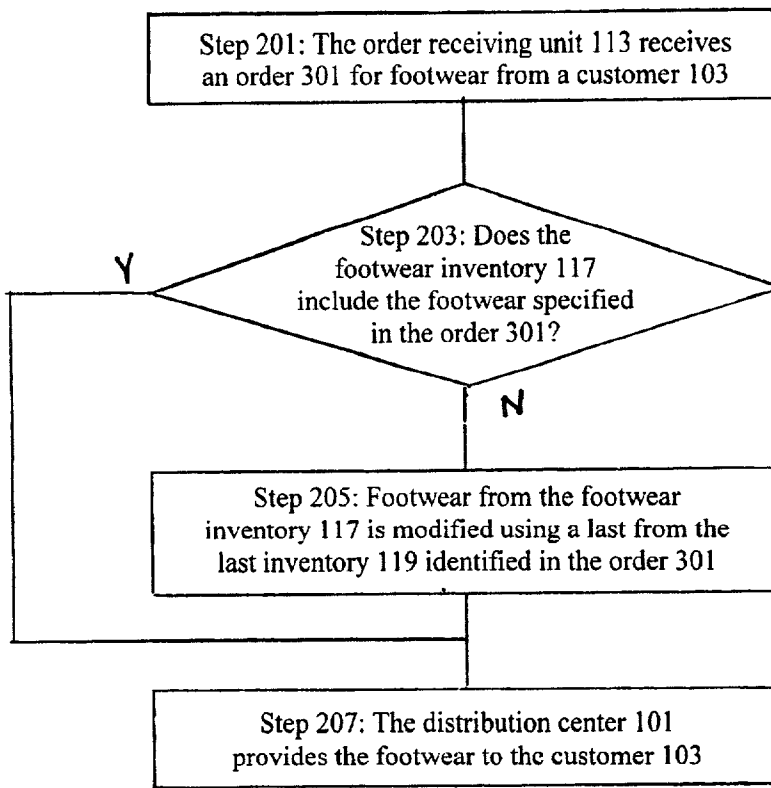 Step 201: The order receiving unit 113 receives
an order 301 for footwear from a customer 103
Step 203: Does the
footwear inventory 117
include the footwear specified
in the order 301?
Y
N
Step 205: Footwear from the footwear
inventory 117 is modified using a last from the
last inventory 119 identified in the order 301
Step 207: The distribution center 101
provides the footwear to the customer 103